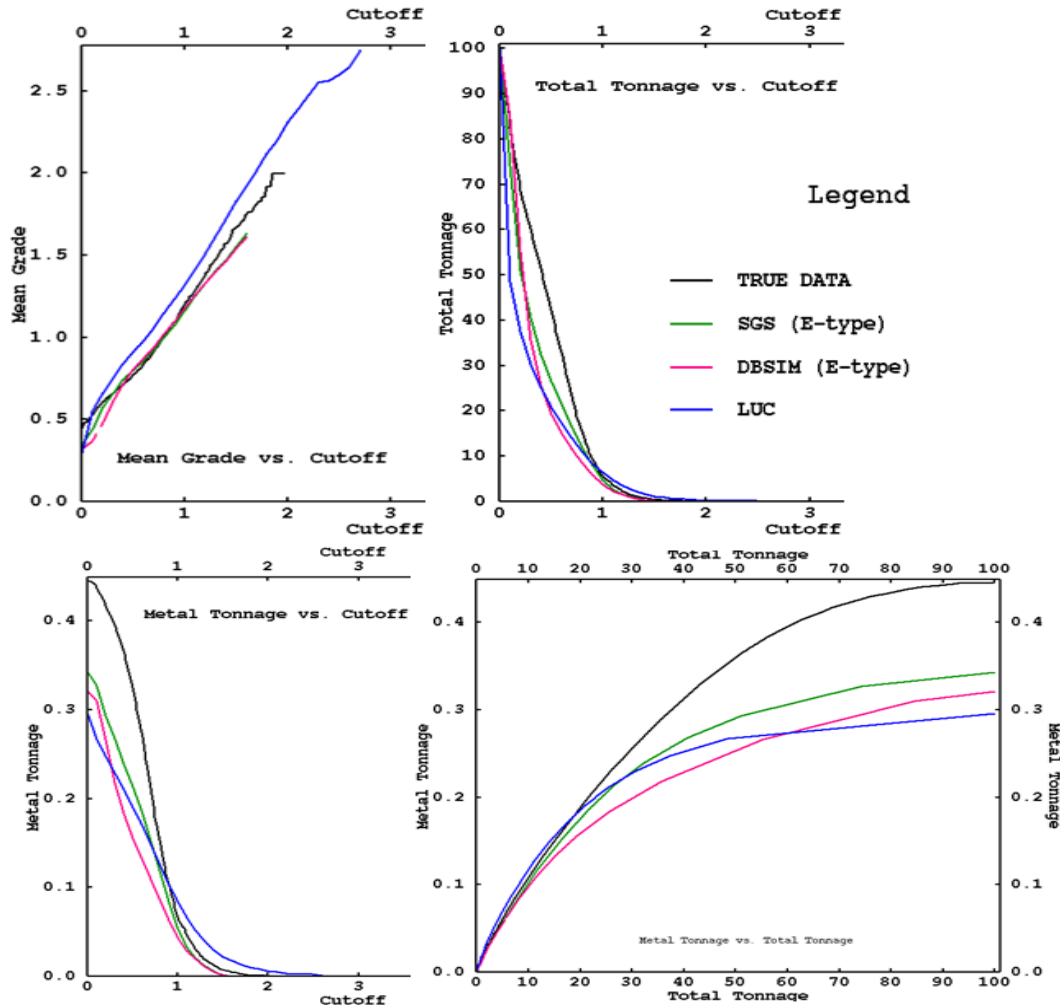 Cutoff
0 1 2 3
2.5
2.0
1.5
1.0
0.5
0.0
Mean Grade
Mean Grade vs. Cutoff
0 1 2 3
Cutoff
Cutoff
0 1 2 3
100
90
80
70
60
50
40
30
20
10
0
Total Tonnage
Total Tonnage vs. Cutoff
0 1 2 3
Cutoff
Legend
TRUE DATA
SGS (E-type)
DBSIM (E-type)
LUC
Cutoff
0 1 2 3
0.4
0.3
0.2
0.1
0.0
Metal Tonnage
Metal Tonnage vs. Cutoff
0 1 2 3
Cutoff
Total Tonnage
0 10 20 30 40 50 60 70 80 90 100
0.4
0.3
0.2
0.1
0.0
Metal Tonnage
Metal Tonnage vs. Total Tonnage
0.4
0.3
0.2
0.1
0.0
Metal Tonnage
0 10 20 30 40 50 60 70 80 90 100
Total Tonnage